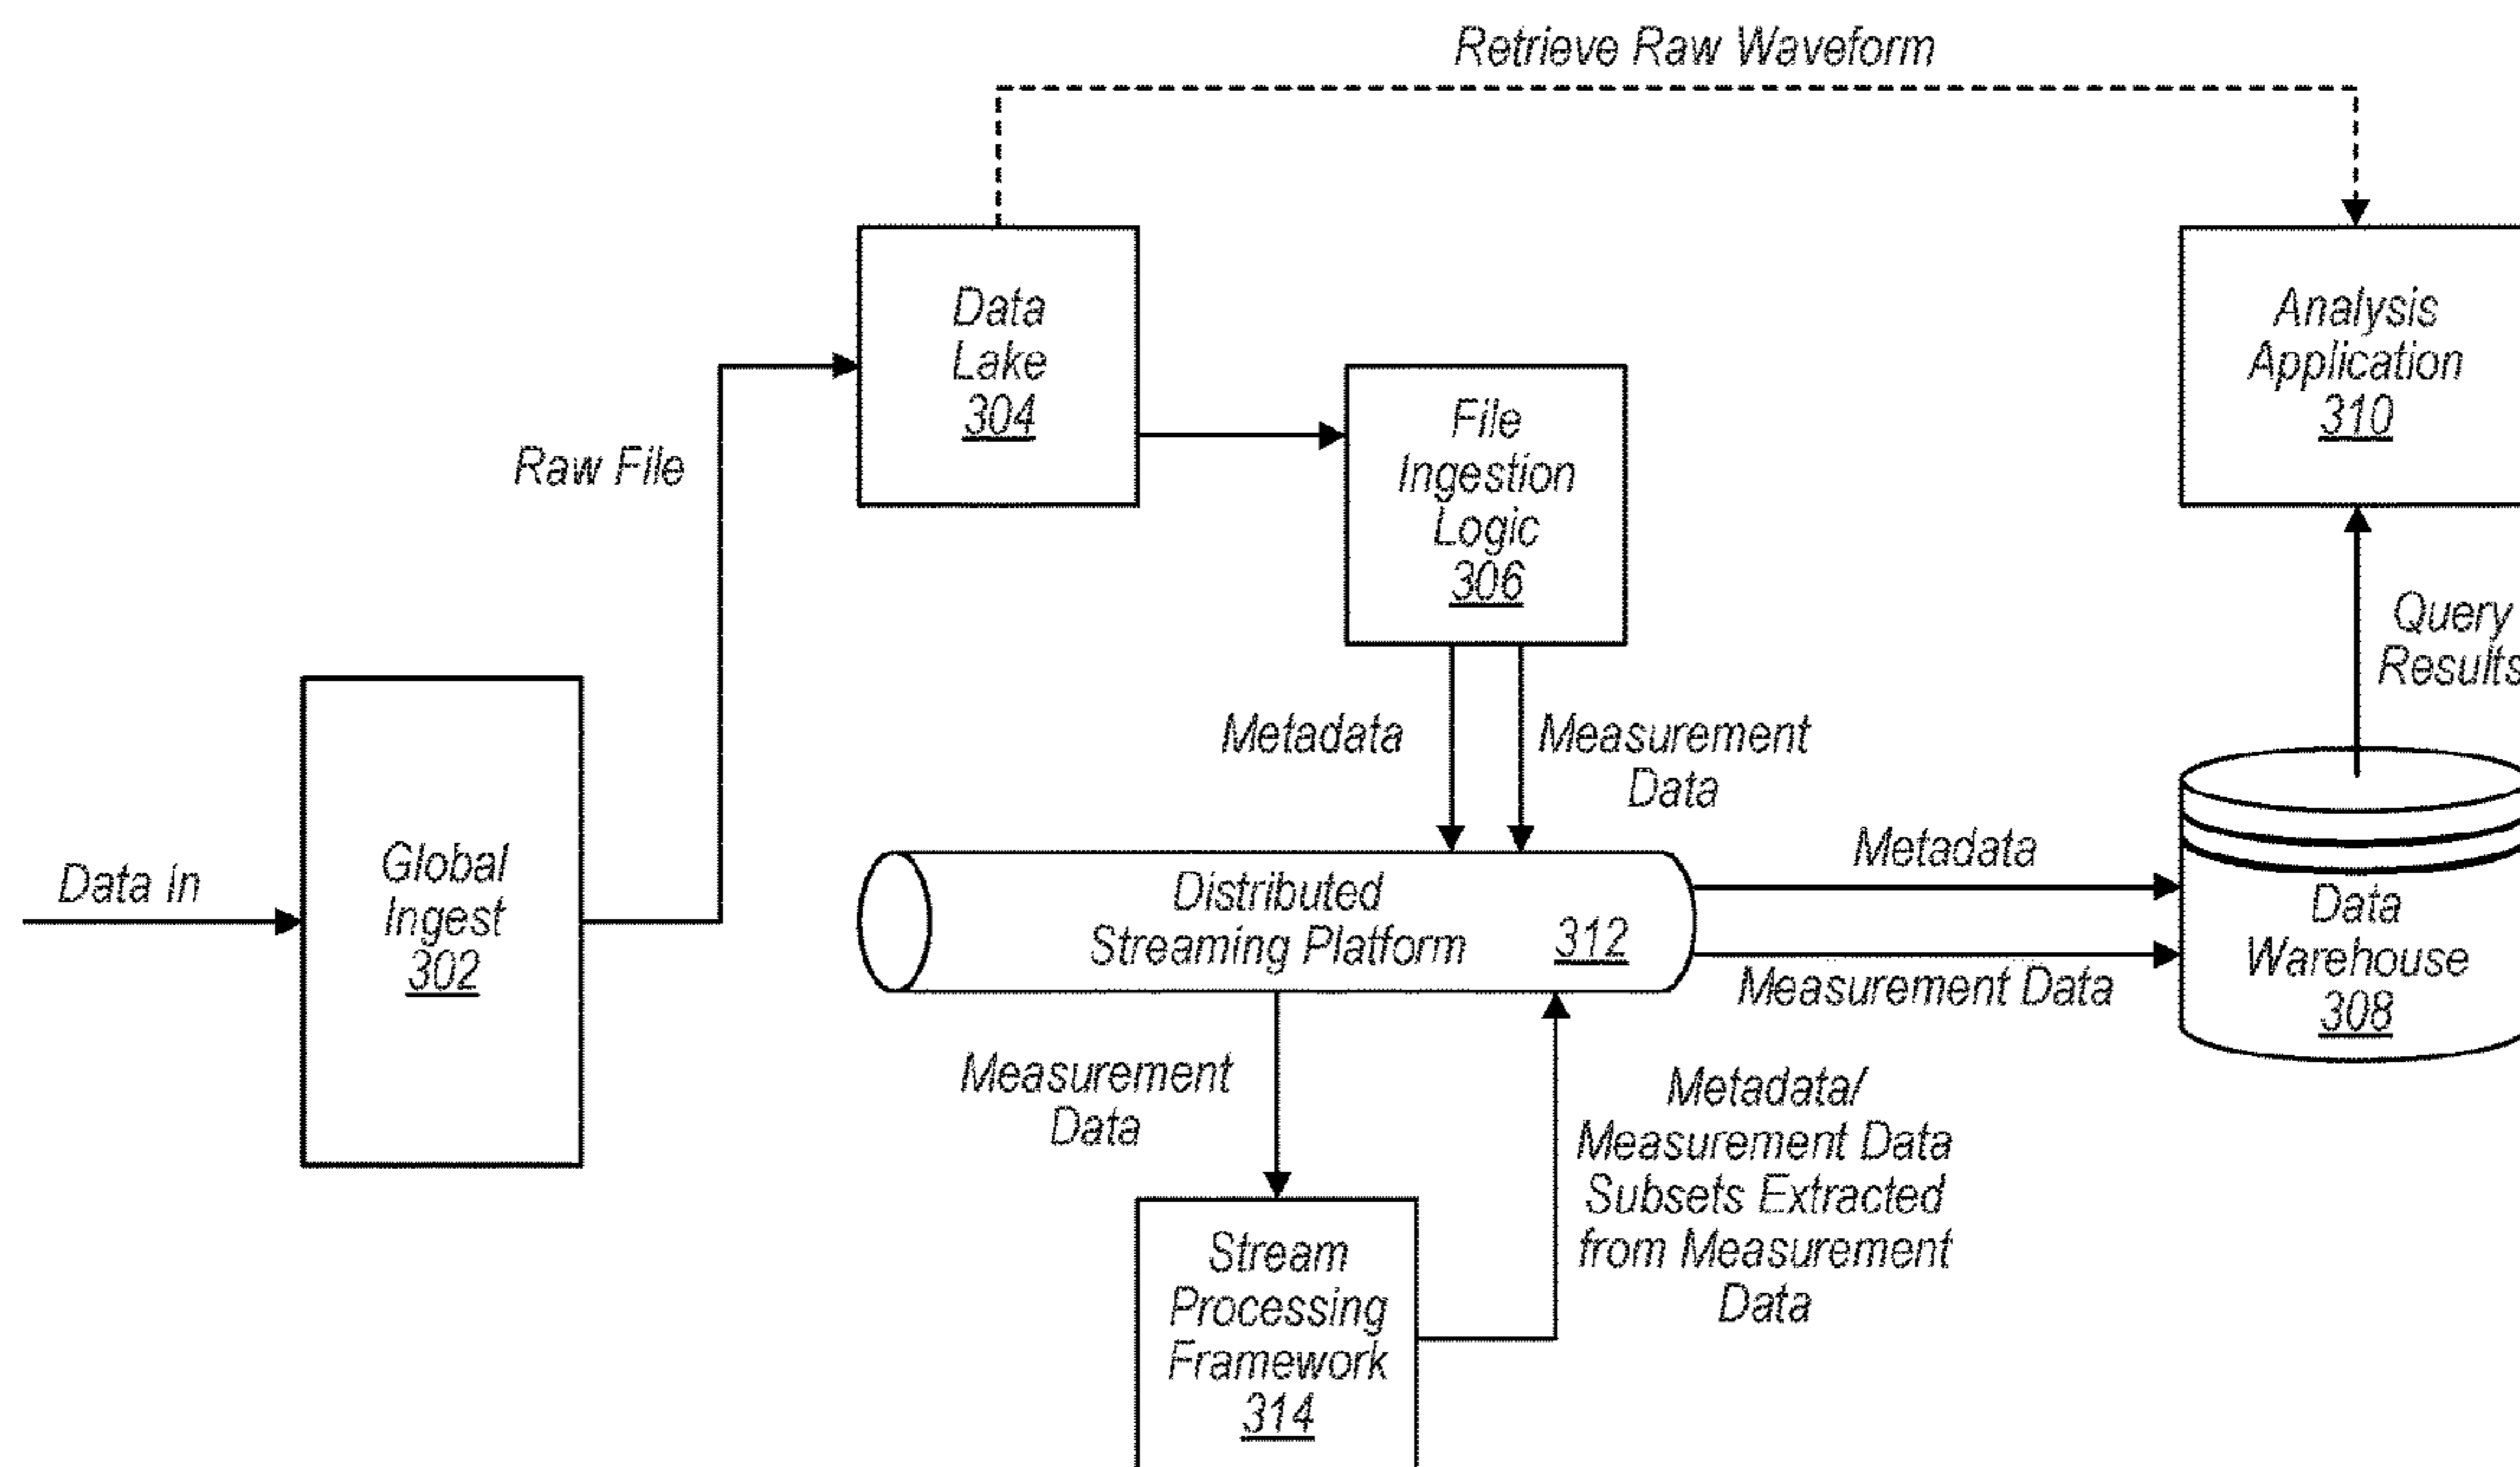 Retrieve Raw Waveform
Data
Lake
304
Analysis
Application
310
File
Ingestion
Logic
306
Raw File
Query
Results
Metadata
Measurement
Data
Data In
Global
Ingest
302
Distributed
Streaming Platform
312
Metadata
Measurement Data
Data
Warehouse
308
Measurement
Data
Metadata/
Measurement Data
Subsets Extracted
from Measurement
Data
Stream
Processing
Framework
314